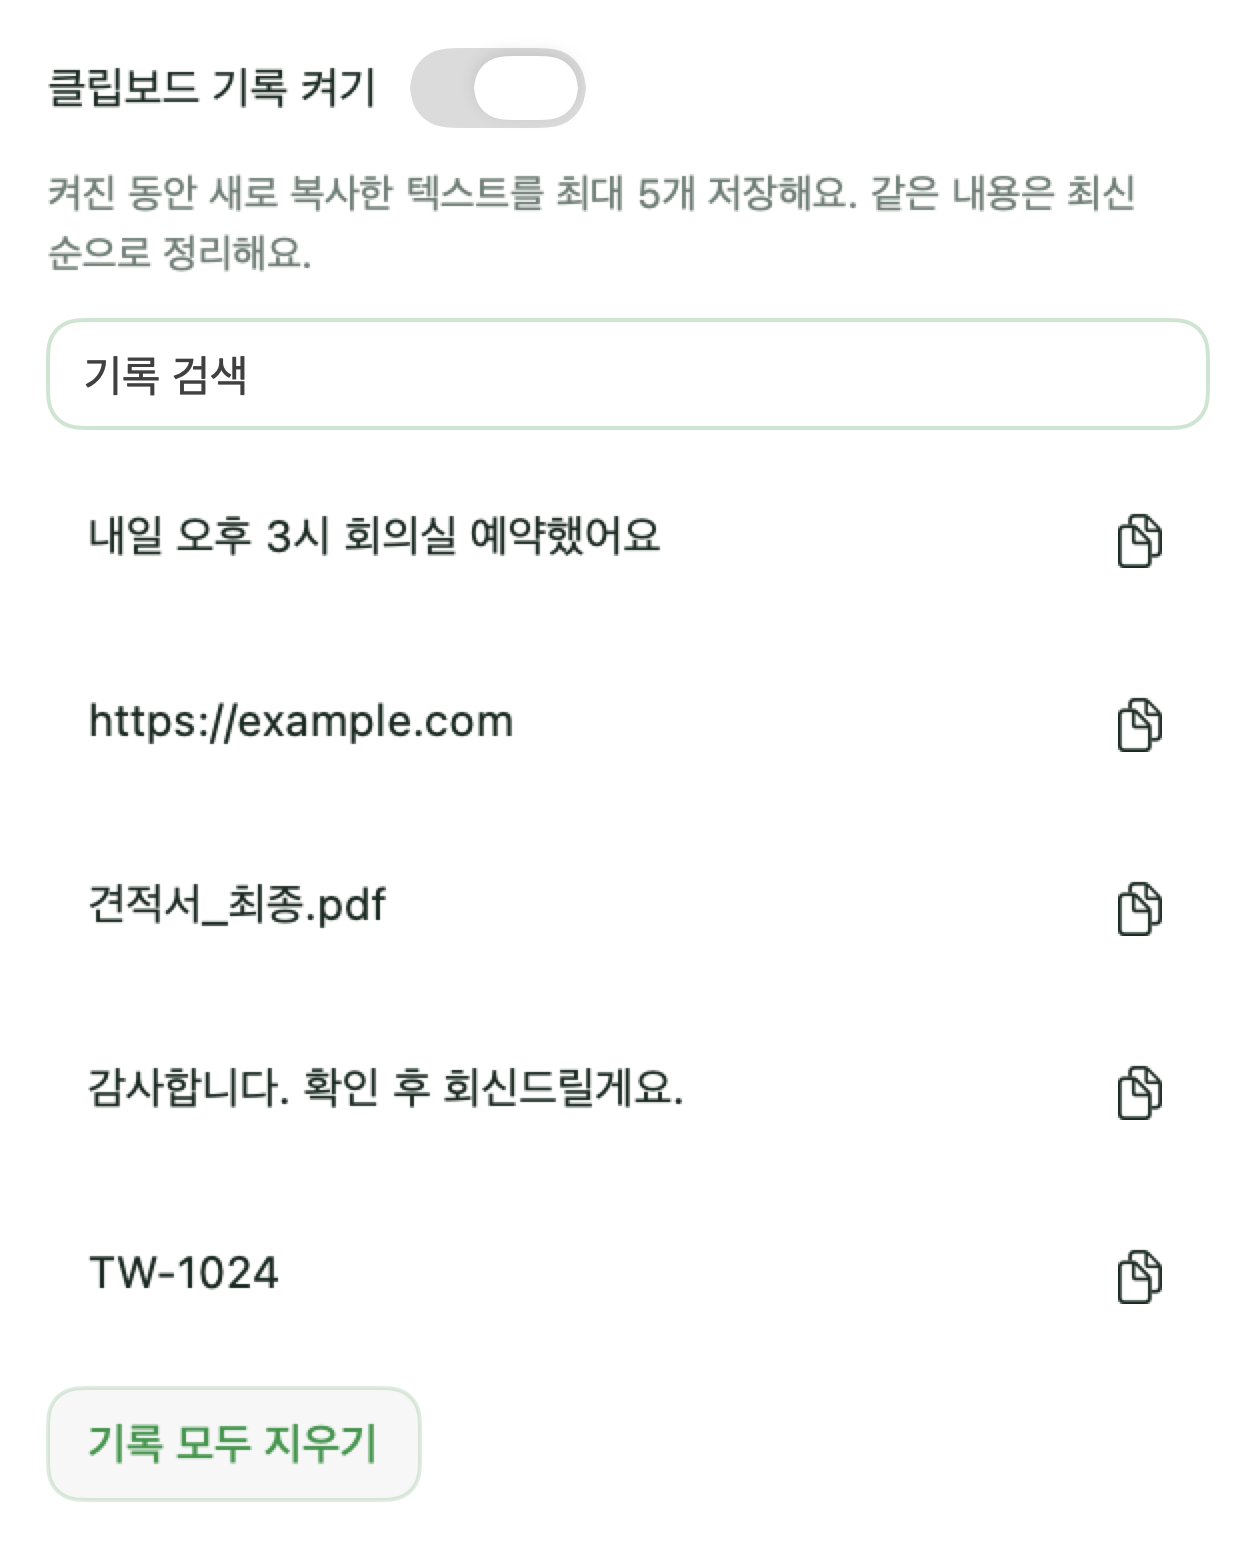 클립보드 기록 켜기
켜진 동안 새로 복사한 텍스트를 최대 5개 저장해요. 같은 내용은 최신
순으로 정리해요.
기록 검색
내일 오후 3시 회의실 예약했어요
https://example.com
견적서_최종.pdf
감사합니다. 확인 후 회신드릴게요.
TW-1024
기록 모두 지우기